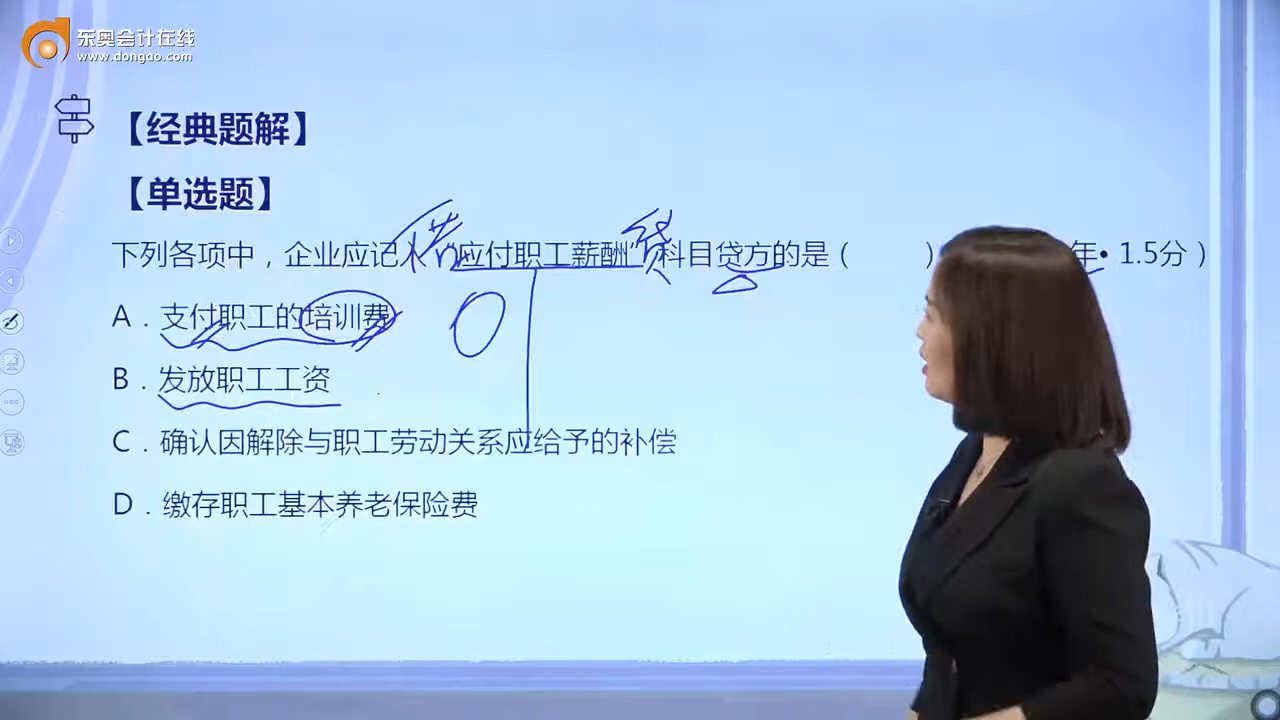 东奥会计在线
www.dongao.com
【经典题解】
【单选题】
借 贷
下列各项中，企业应记入“应付职工薪酬”科目贷方的是（ ）（ 年•1.5分）
A．支付职工的培训费
B．发放职工工资
C．确认因解除与职工劳动关系应给予的补偿
D．缴存职工基本养老保险费